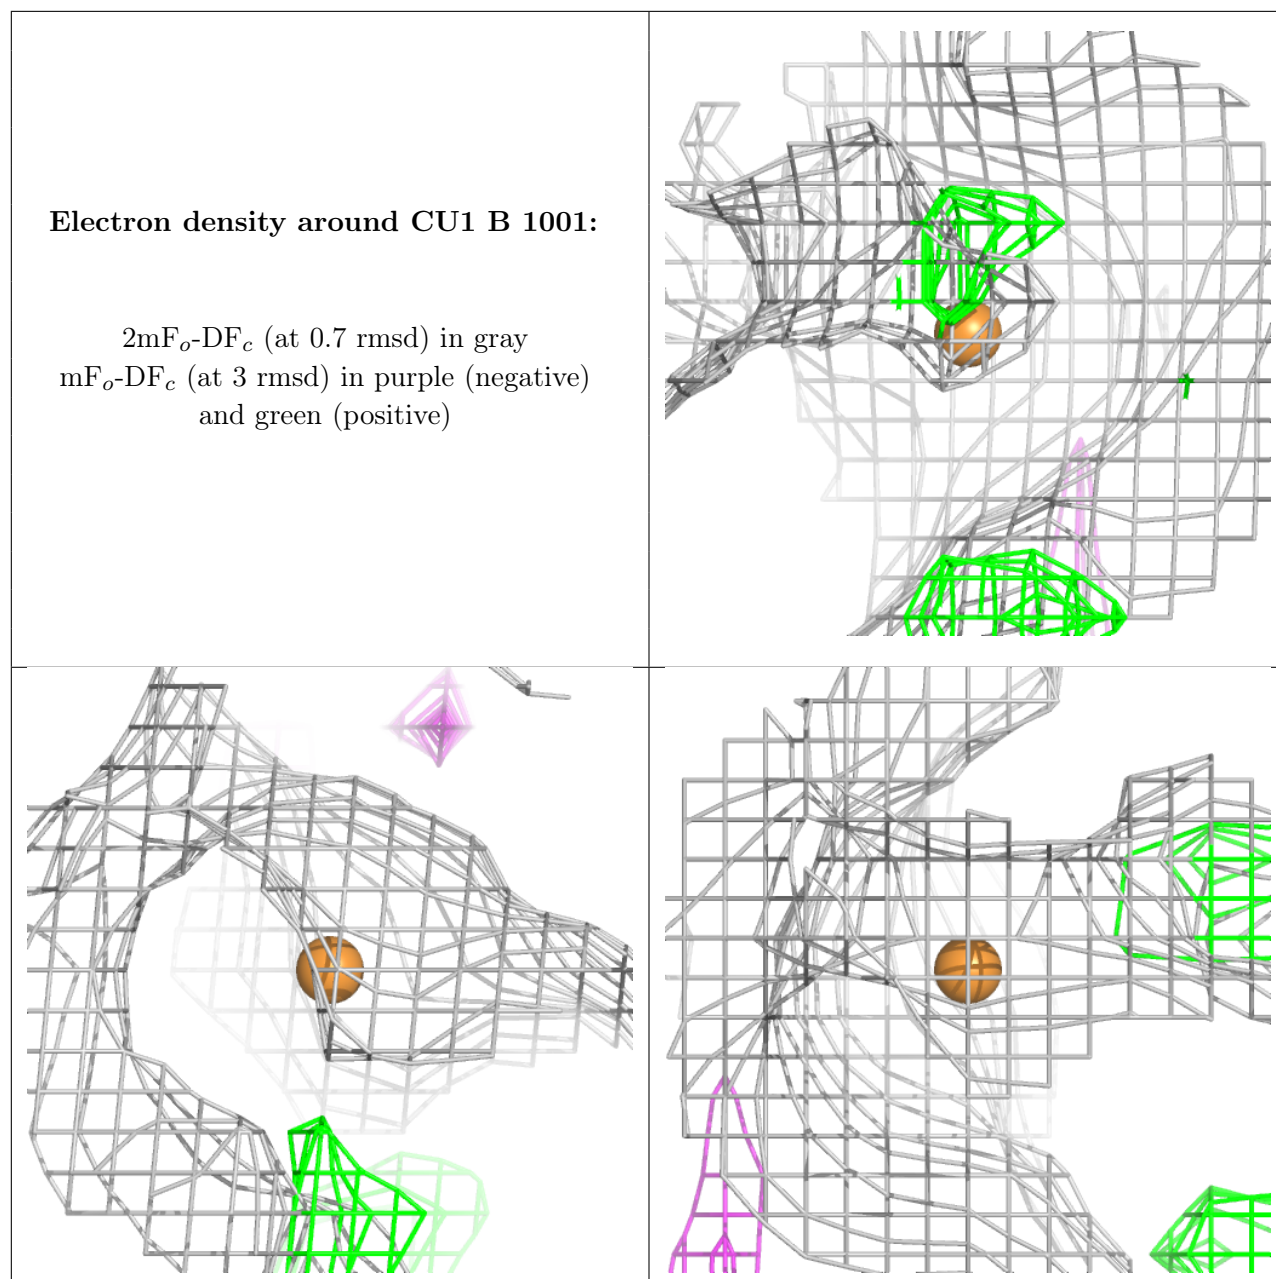 Electron density around CU1 B 1001:
2mFo-DFc (at 0.7 rmsd) in gray
mFo-DFc (at 3 rmsd) in purple (negative)
and green (positive)